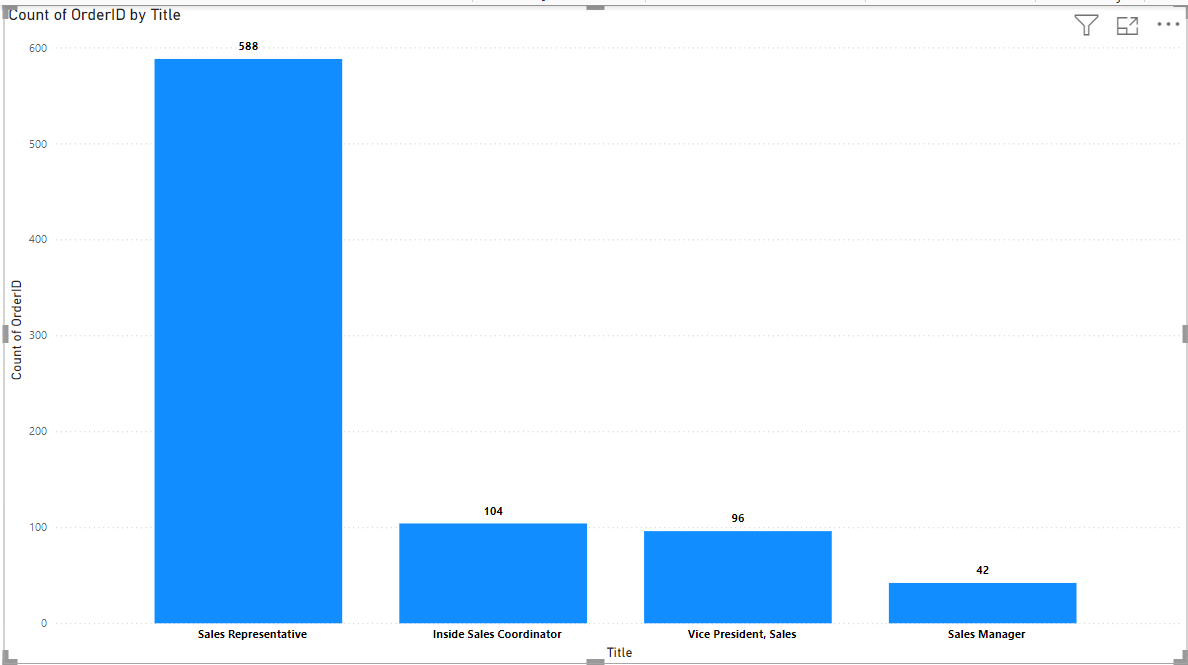 Count of OrderID by Title
600
500
400
300
200
100
0
Count of OrderID
588
104
96
42
Sales Representative
Inside Sales Coordinator
Vice President, Sales
Sales Manager
Title